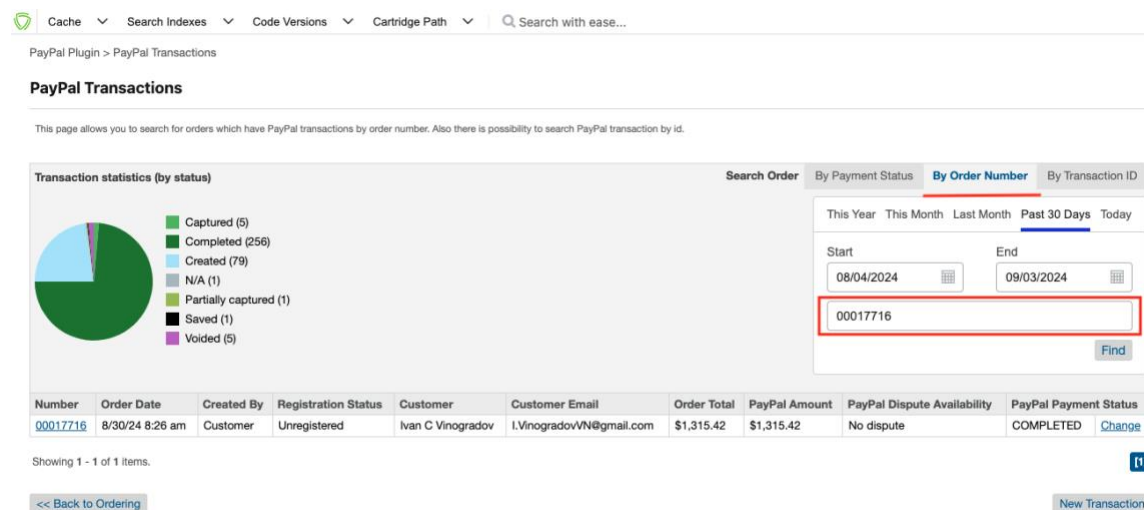 Cache Search Indexes Code Versions Cartridge Path Search with ease...
PayPal Plugin > PayPal Transactions
PayPal Transactions
This page allows you to search for orders which have PayPal transactions by order number. Also there is possibility to search PayPal transaction by id.
Transaction statistics (by status)
Captured (5)
Completed (256)
Created (79)
N/A (1)
Partially captured (1)
Saved (1)
Voided (5)
Search Order By Payment Status By Order Number By Transaction ID
This Year This Month Last Month Past 30 Days Today
Start End
08/04/2024 09/03/2024
00017716
Find
Number Order Date Created By Registration Status Customer Customer Email Order Total PayPal Amount PayPal Dispute Availability PayPal Payment Status
00017716 8/30/24 8:26 am Customer Unregistered Ivan C Vinogradov I.VinogradovVN@gmail.com $1,315.42 $1,315.42 No dispute COMPLETED Change
Showing 1 - 1 of 1 items. [1
<< Back to Ordering New Transaction